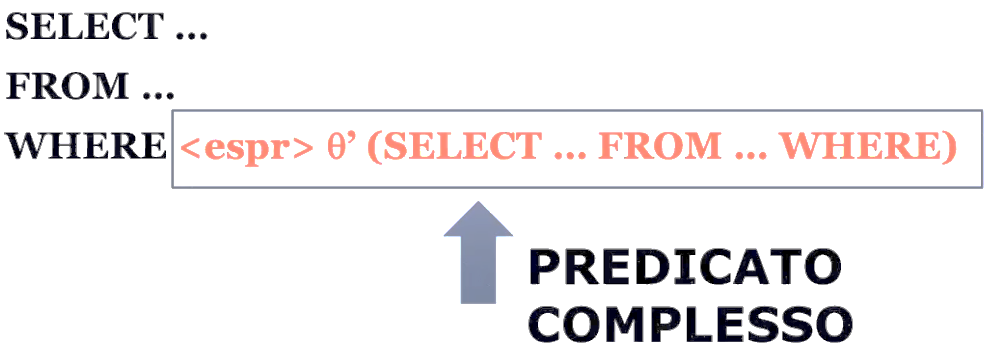 SELECT ...
FROM ...
WHERE <espr> θ’ (SELECT ... FROM ... WHERE)
PREDICATO
COMPLESSO